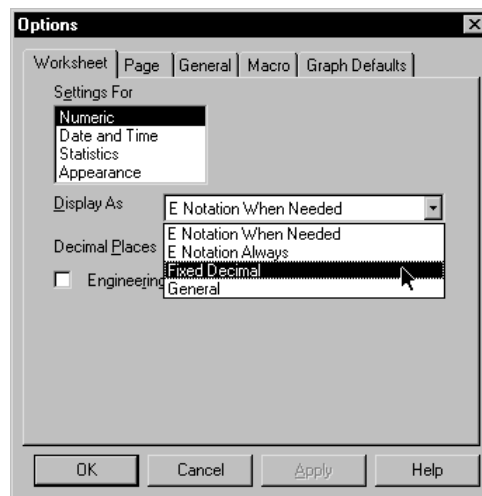 Options
Worksheet Page General Macro Graph Defaults
Settings For
Numeric
Date and Time
Statistics
Appearance
Display As E Notation When Needed
E Notation When Needed
Decimal Places
E Notation Always
Fixed Decimal
General
OK Cancel Apply Help